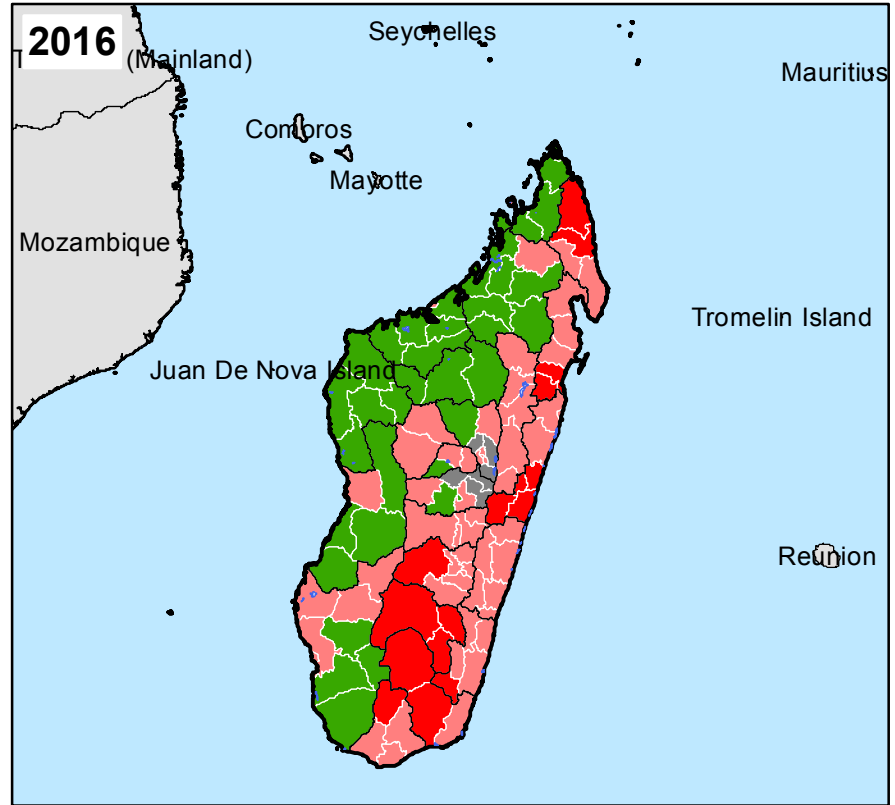 2016
Seychelles
(Mainland)
Mauritius
Comoros
Mayotte
Mozambique
Tromelin Island
Juan De Nova Island
Reunion